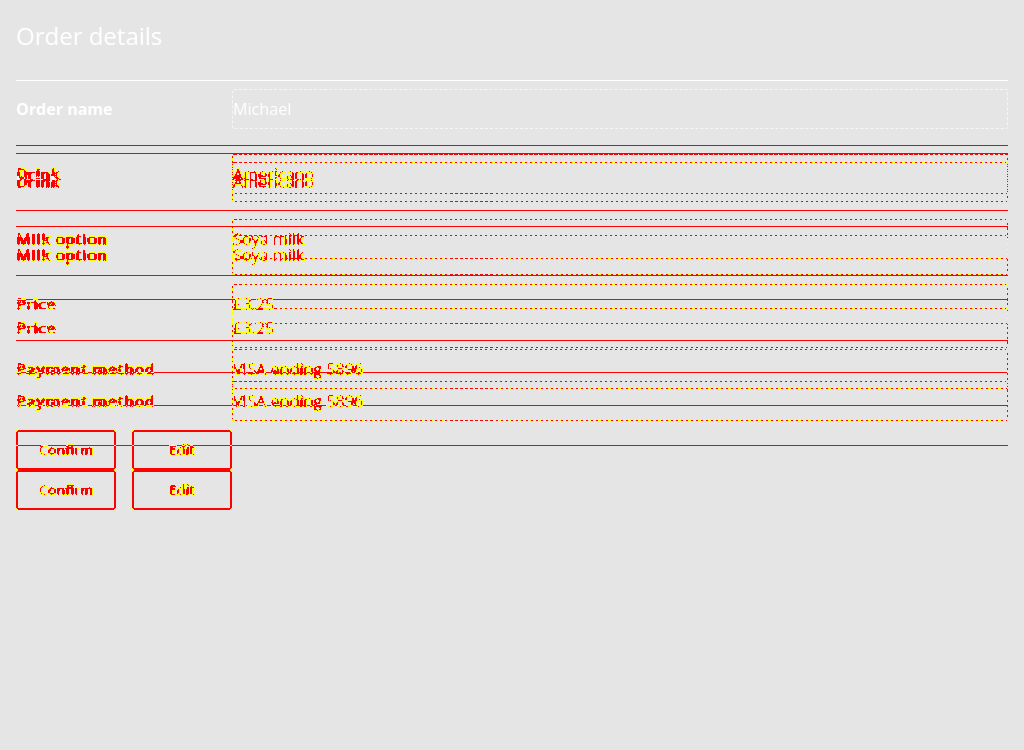 Order details
Order name Michael
Drink Americano
Drink Americano
Milk option Soya milk
Milk option Soya milk
Price £3.25
Price £3.25
Payment method VISA ending 5896
Payment method VISA ending 5896
Confirm Edit
Confirm Edit